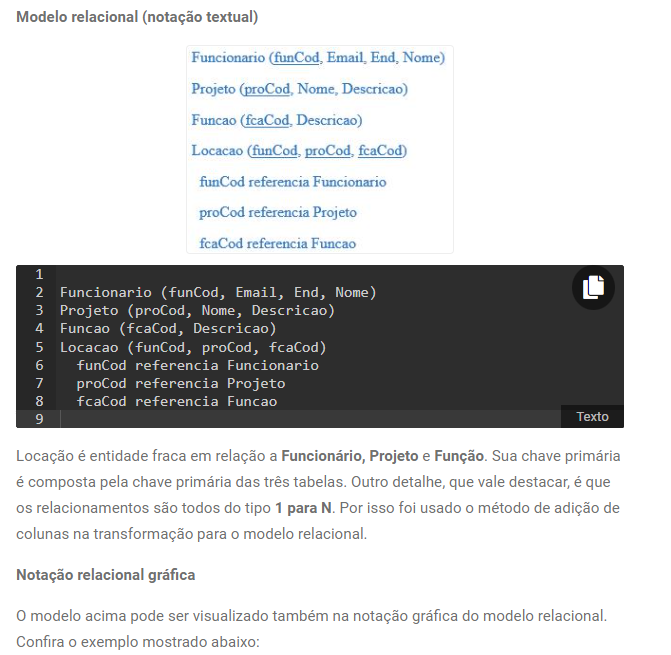 Modelo relacional (notação textual)
Funcionario (funCod, Email, End, Nome)
Projeto (proCod, Nome, Descricao)
Funcao (fcaCod, Descricao)
Locacao (funCod, proCod, fcaCod)
funCod referencia Funcionario
proCod referencia Projeto
fcaCod referencia Funcao
1
2 Funcionario (funCod, Email, End, Nome)
3 Projeto (proCod, Nome, Descricao)
4 Funcao (fcaCod, Descricao)
5 Locacao (funCod, proCod, fcaCod)
6 funCod referencia Funcionario
7 proCod referencia Projeto
8 fcaCod referencia Funcao
9
Texto
Locação é entidade fraca em relação a Funcionário, Projeto e Função. Sua chave primária
é composta pela chave primária das três tabelas. Outro detalhe, que vale destacar, é que
os relacionamentos são todos do tipo 1 para N. Por isso foi usado o método de adição de
colunas na transformação para o modelo relacional.
Notação relacional gráfica
O modelo acima pode ser visualizado também na notação gráfica do modelo relacional.
Confira o exemplo mostrado abaixo: